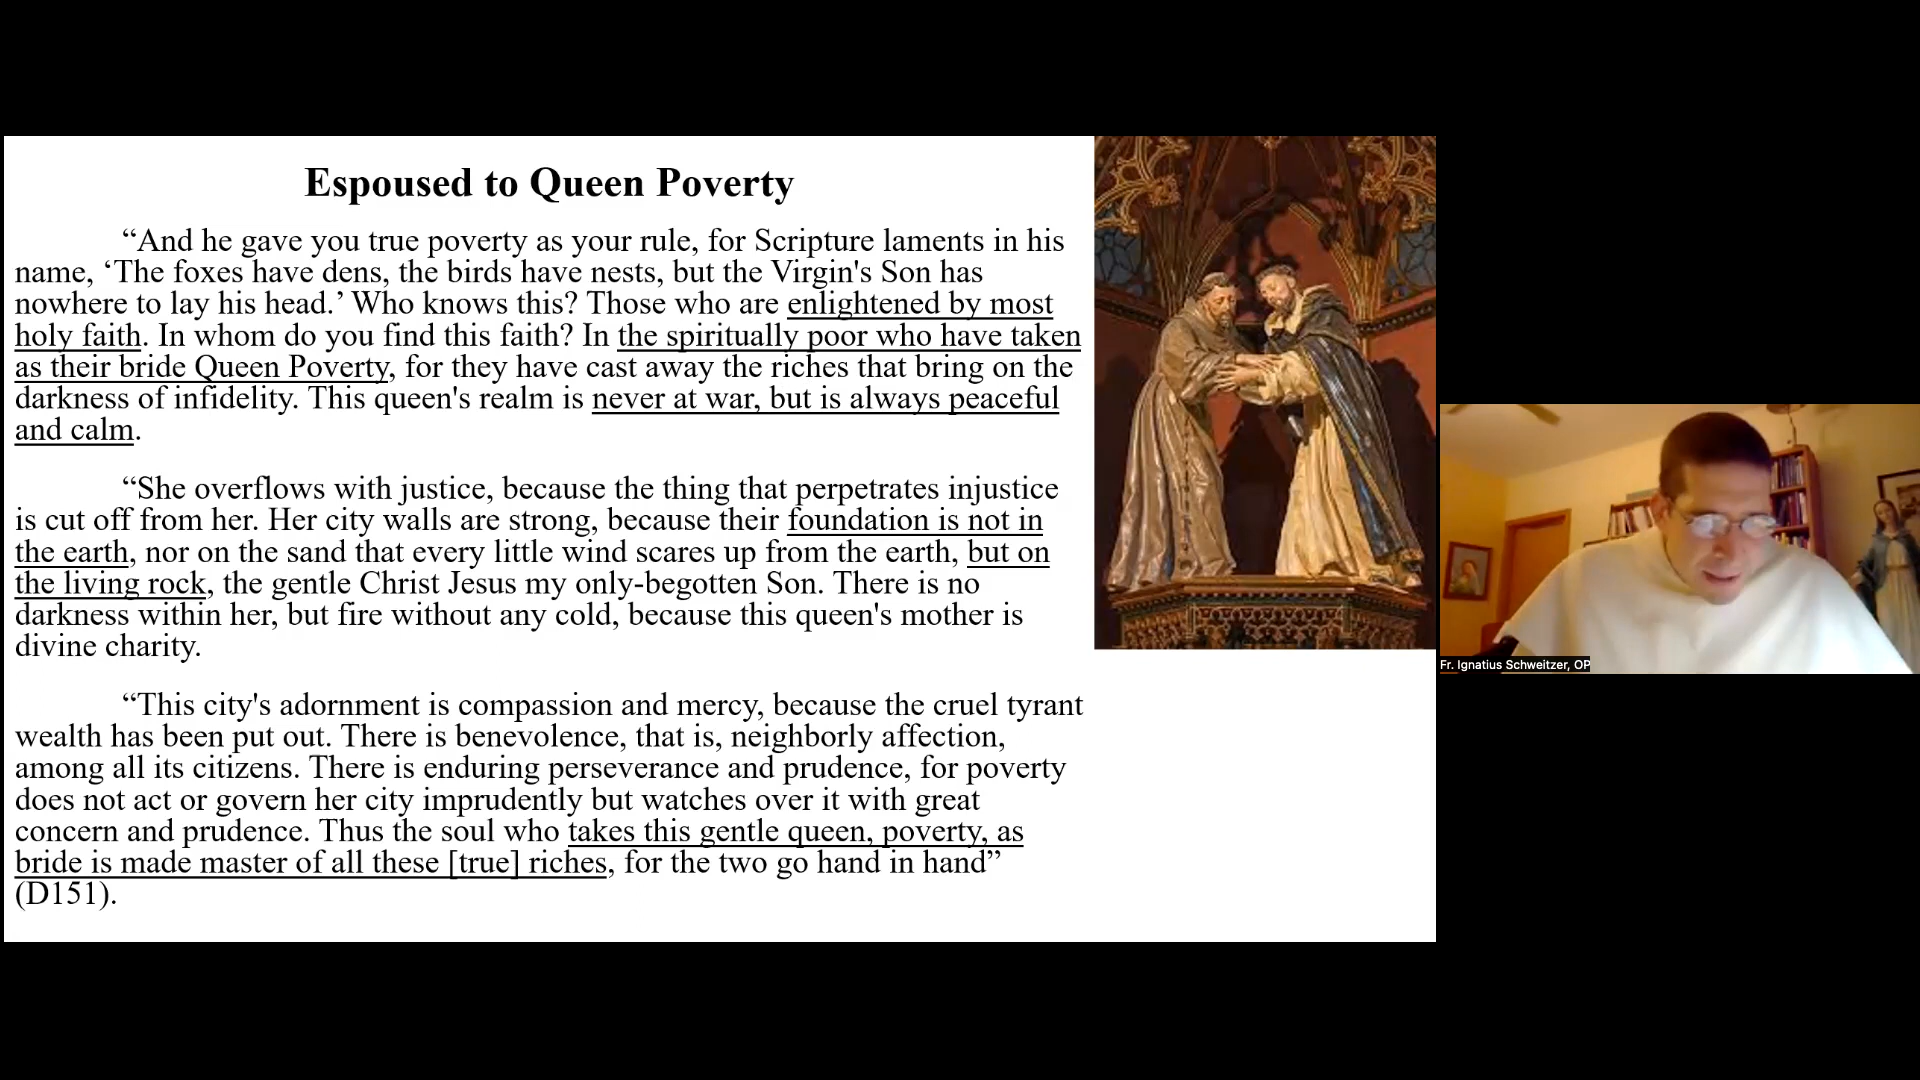 Espoused to Queen Poverty
“And he gave you true poverty as your rule, for Scripture laments in his
name, ‘The foxes have dens, the birds have nests, but the Virgin's Son has
nowhere to lay his head.’ Who knows this? Those who are enlightened by most
holy faith. In whom do you find this faith? In the spiritually poor who have taken
as their bride Queen Poverty, for they have cast away the riches that bring on the
darkness of infidelity. This queen's realm is never at war, but is always peaceful
and calm.
“She overflows with justice, because the thing that perpetrates injustice
is cut off from her. Her city walls are strong, because their foundation is not in
the earth, nor on the sand that every little wind scares up from the earth, but on
the living rock, the gentle Christ Jesus my only-begotten Son. There is no
darkness within her, but fire without any cold, because this queen's mother is
divine charity.
“This city's adornment is compassion and mercy, because the cruel tyrant
wealth has been put out. There is benevolence, that is, neighborly affection,
among all its citizens. There is enduring perseverance and prudence, for poverty
does not act or govern her city imprudently but watches over it with great
concern and prudence. Thus the soul who takes this gentle queen, poverty, as
bride is made master of all these [true] riches, for the two go hand in hand”
(D151).
Fr. Ignatius Schweitzer, OP